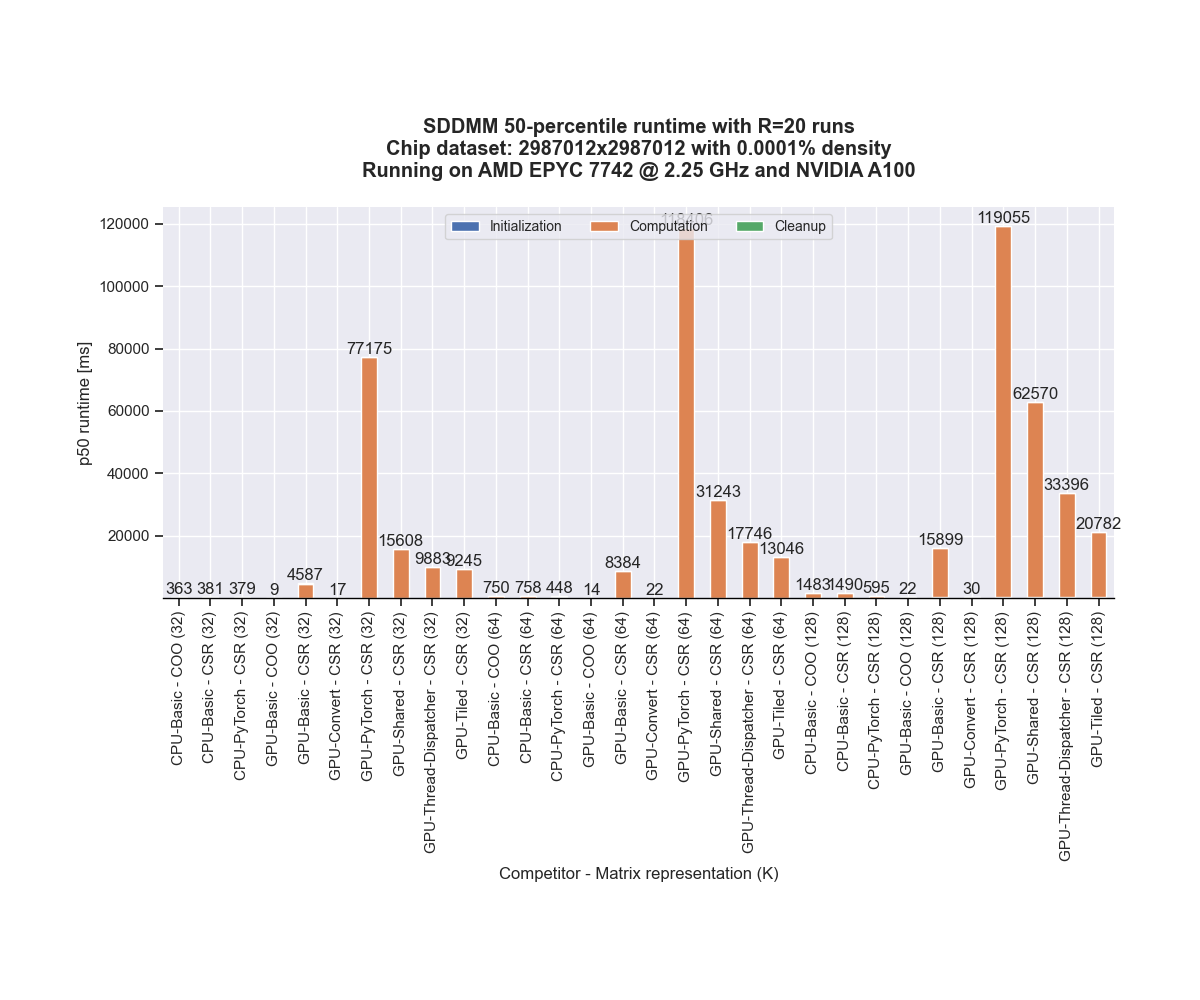 SDDMM 50-percentile runtime with R=20 runs
Chip dataset: 2987012x2987012 with 0.0001% density
Running on AMD EPYC 7742 @ 2.25 GHz and NVIDIA A100
Initialization
Computation
Cleanup
p50 runtime [ms]
120000
100000
80000
60000
40000
20000
363
381
379
9
4587
17
77175
15608
9883
9245
750
758
448
14
8384
22
118406
31243
17746
13046
1483
1490
595
22
15899
30
119055
62570
33396
20782
CPU-Basic - COO (32)
CPU-Basic - CSR (32)
CPU-PyTorch - CSR (32)
GPU-Basic - COO (32)
GPU-Basic - CSR (32)
GPU-Convert - CSR (32)
GPU-PyTorch - CSR (32)
GPU-Shared - CSR (32)
GPU-Thread-Dispatcher - CSR (32)
GPU-Tiled - CSR (32)
CPU-Basic - COO (64)
CPU-Basic - CSR (64)
CPU-PyTorch - CSR (64)
GPU-Basic - COO (64)
GPU-Basic - CSR (64)
GPU-Convert - CSR (64)
GPU-PyTorch - CSR (64)
GPU-Shared - CSR (64)
GPU-Thread-Dispatcher - CSR (64)
GPU-Tiled - CSR (64)
CPU-Basic - COO (128)
CPU-Basic - CSR (128)
CPU-PyTorch - CSR (128)
GPU-Basic - COO (128)
GPU-Basic - CSR (128)
GPU-Convert - CSR (128)
GPU-PyTorch - CSR (128)
GPU-Shared - CSR (128)
GPU-Thread-Dispatcher - CSR (128)
GPU-Tiled - CSR (128)
Competitor - Matrix representation (K)